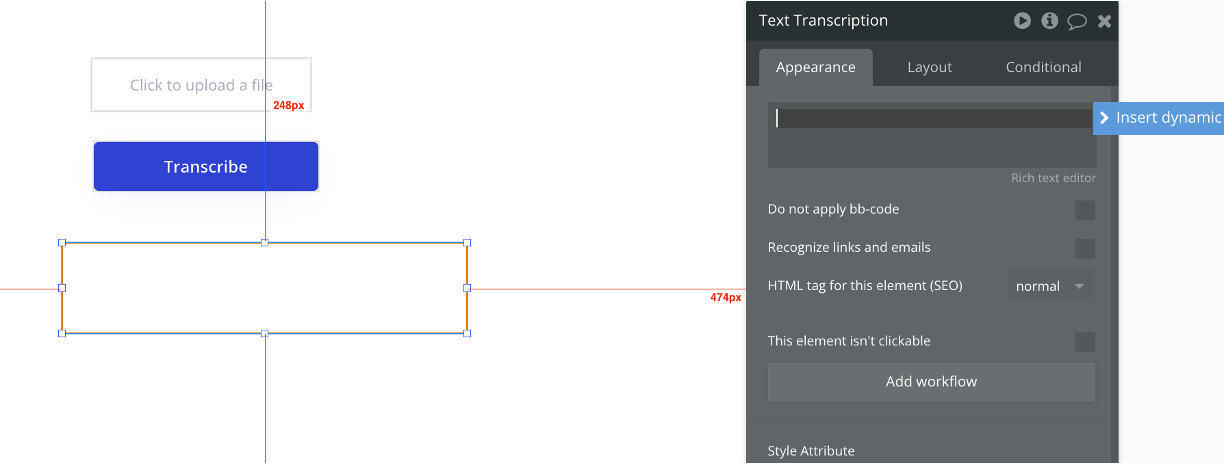 Text Transcription
Appearance
Layout
Conditional
Click to upload a file
248px
Insert dynamic
Transcribe
Rich text editor
Do not apply bb-code
Recognize links and emails
HTML tag for this element (SEO)
normal
474px
This element isn't clickable
Add workflow
Style Attribute